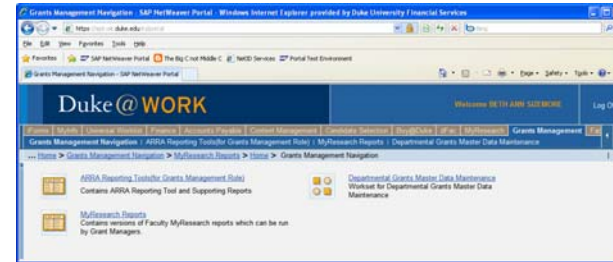 Grants Management Navigation - SAP NetWeaver Portal - Windows Internet Explorer provided by Duke University Financial Services
File Edit View Favorites Tools Help
Favorites SAP NetWeaver Portal The Big C not Middle C NetID Services Portal Test Environment
Grants Management Navigation - SAP NetWeaver Portal
Page Safety Tools
Duke@WORK
Welcome BETH ANN SIZEMORE
Log O
MyInfo Universal Worklist Finance Accounts Payable Content Management Candidate Selection Buy@Duke MyResearch Grants Management
Grants Management Navigation | ARRA Reporting Tools(for Grants Management Role) | MyResearch Reports | Departmental Grants Master Data Maintenance
... Home > Grants Management Navigation > MyResearch Reports > Home > Grants Management Navigation
ARRA Reporting Tools(for Grants Management Role)
Contains ARRA Reporting Tool and Supporting Reports
Departmental Grants Master Data Maintenance
Workset for Departmental Grants Master Data
Maintenance
MyResearch Reports
Contains versions of Faculty MyResearch reports which can be run
by Grant Managers.